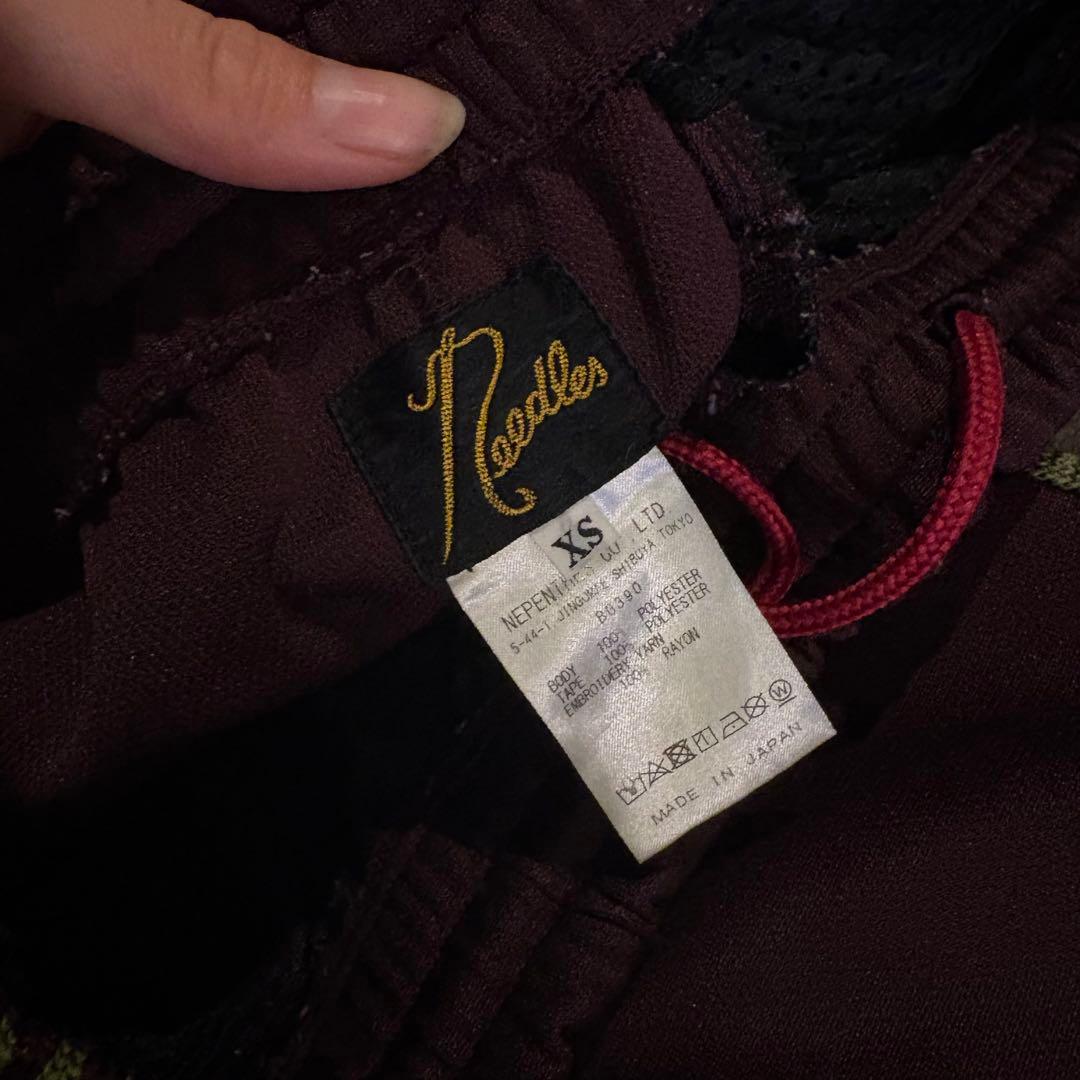 Needles
XS
NEPENTHES CO., LTD
5-44-1 JINGUMAE SHIBUYA TOKYO
BODY 100% POLYESTER
TAPE 100% POLYESTER
EMBROIDERY YARN
100% RAYON
MADE IN JAPAN